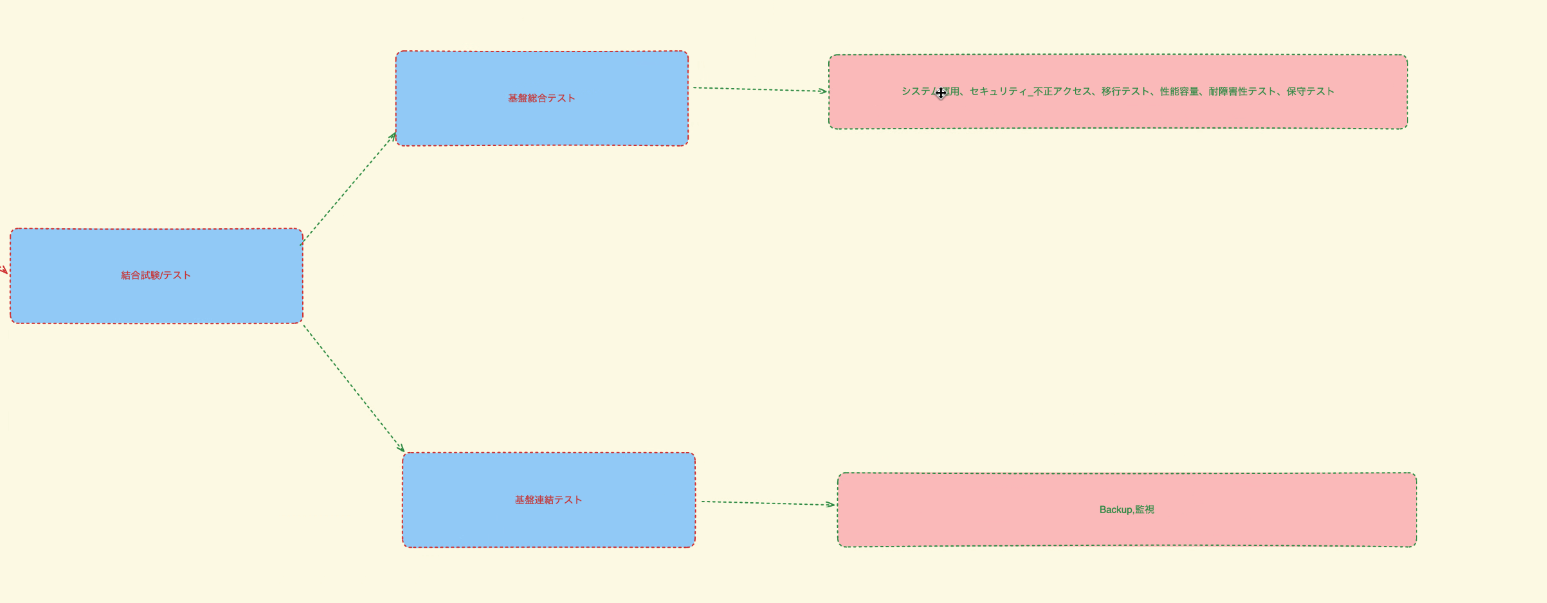 基盤総合テスト
システム運用、セキュリティ_不正アクセス、移行テスト、性能容量、耐障害性テスト、保守テスト
結合試験/テスト
基盤連結テスト
Backup,監視